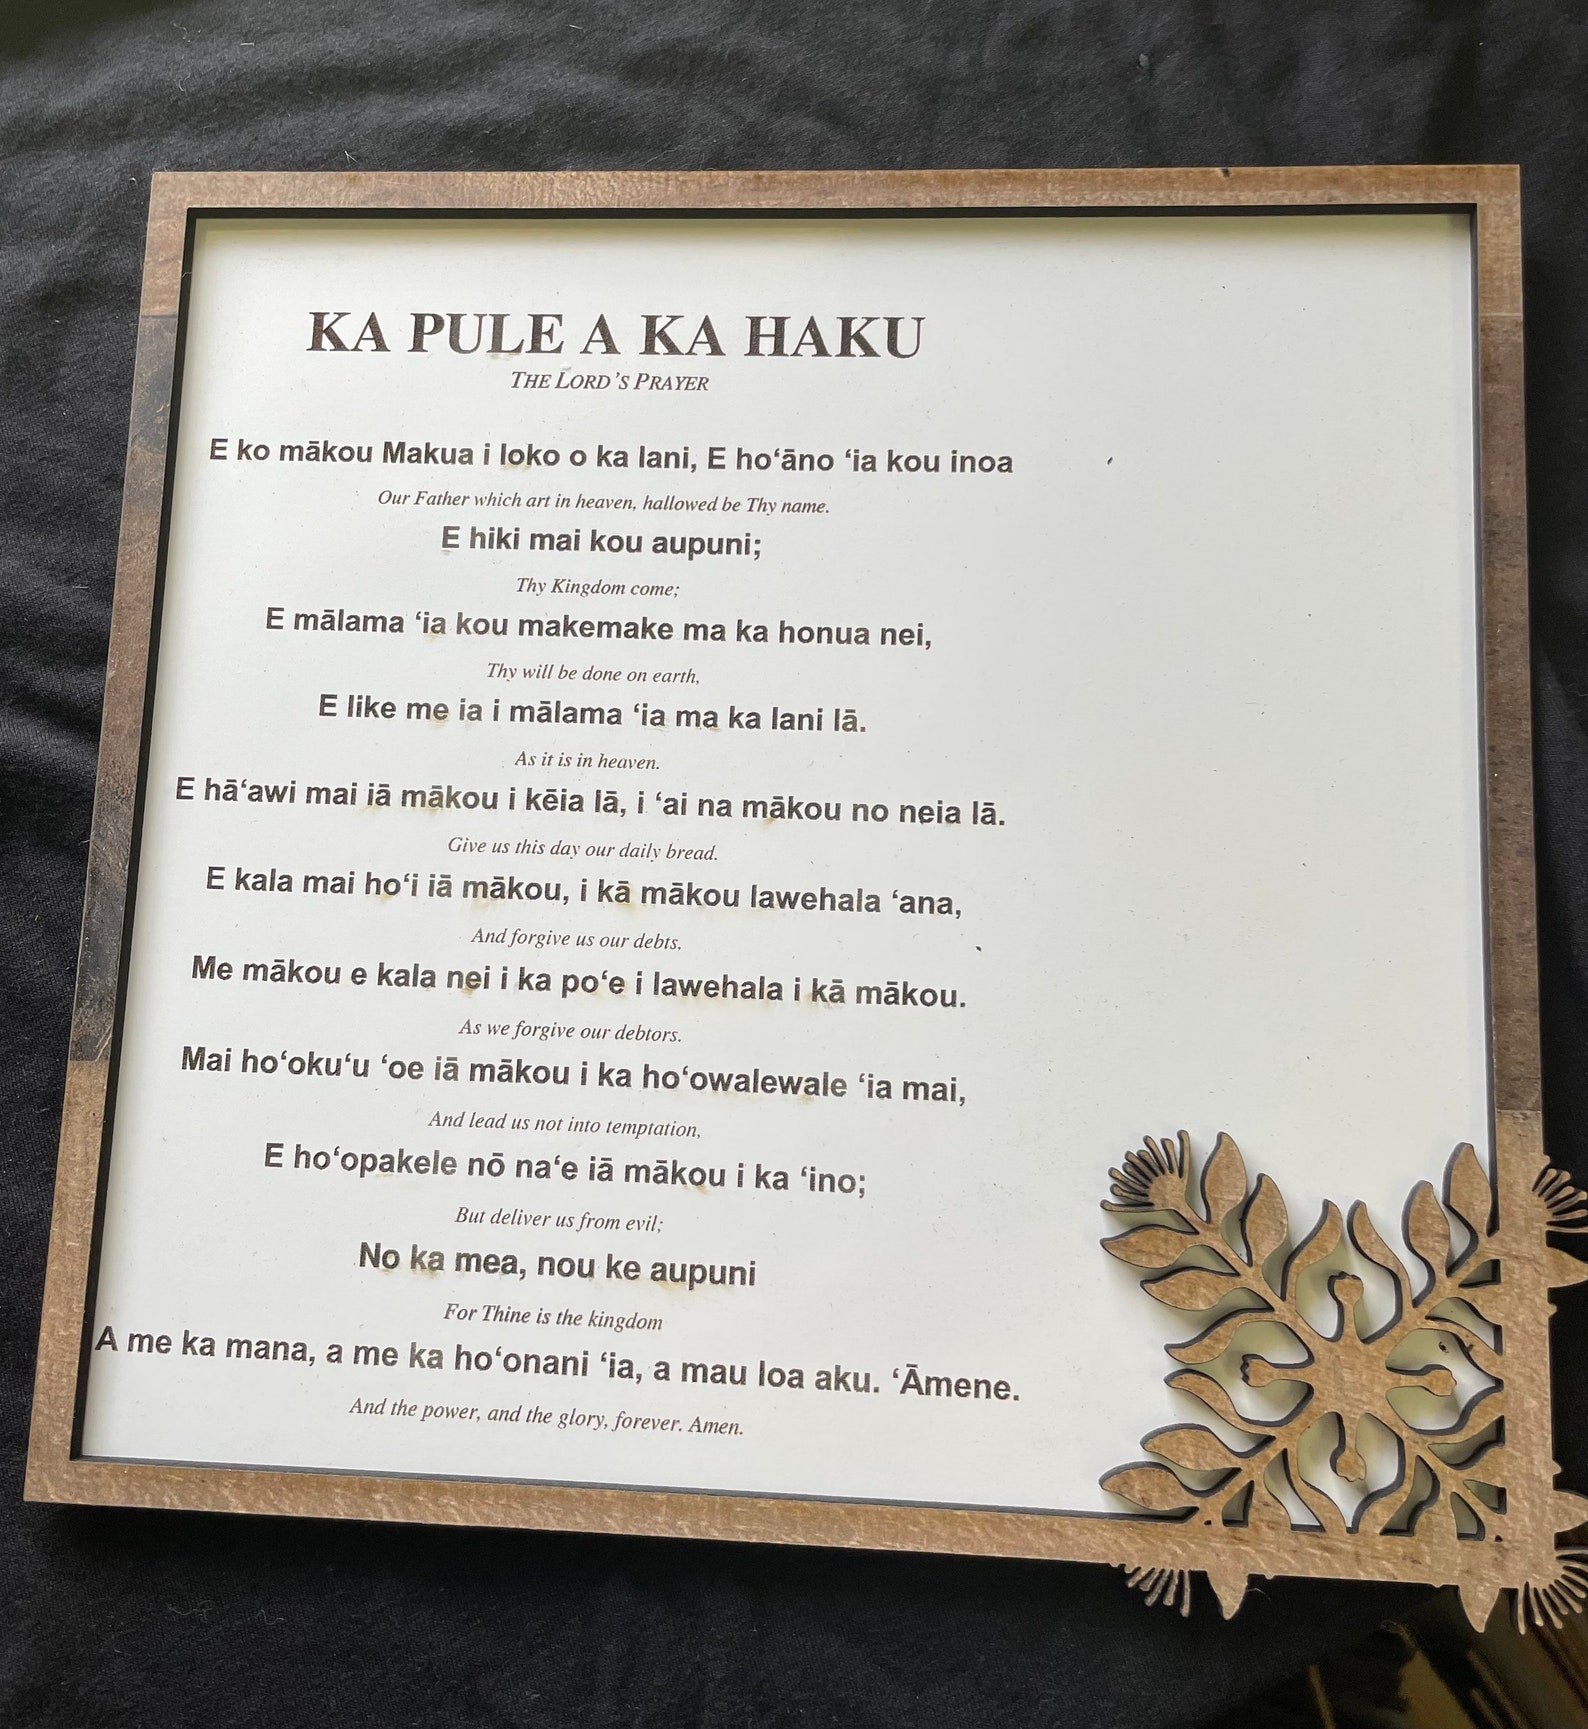 KA PULE A KA HAKU
THE LORD'S PRAYER
E ko mākou Makua i loko o ka lani, E hoʻāno ʻia kou inoa
Our Father which art in heaven, hallowed be Thy name.
E hiki mai kou aupuni;
Thy Kingdom come;
E mālama ʻia kou makemake ma ka honua nei,
Thy will be done on earth,
E like me ia i mālama ʻia ma ka lani lā.
As it is in heaven.
E hāʻawi mai iā mākou i kēia lā, i ʻai na mākou no neia lā.
Give us this day our daily bread.
E kala mai hoʻi iā mākou, i kā mākou lawehala ʻana,
And forgive us our debts.
Me mākou e kala nei i ka poʻe i lawehala i kā mākou.
As we forgive our debtors.
Mai hoʻokuʻu ʻoe iā mākou i ka hoʻowalewale ʻia mai,
And lead us not into temptation,
E hoʻopakele nō naʻe iā mākou i ka ʻino;
But deliver us from evil;
No ka mea, nou ke aupuni
For Thine is the kingdom
A me ka mana, a me ka hoʻonani ʻia, a mau loa aku. ʻĀmene.
And the power, and the glory, forever. Amen.